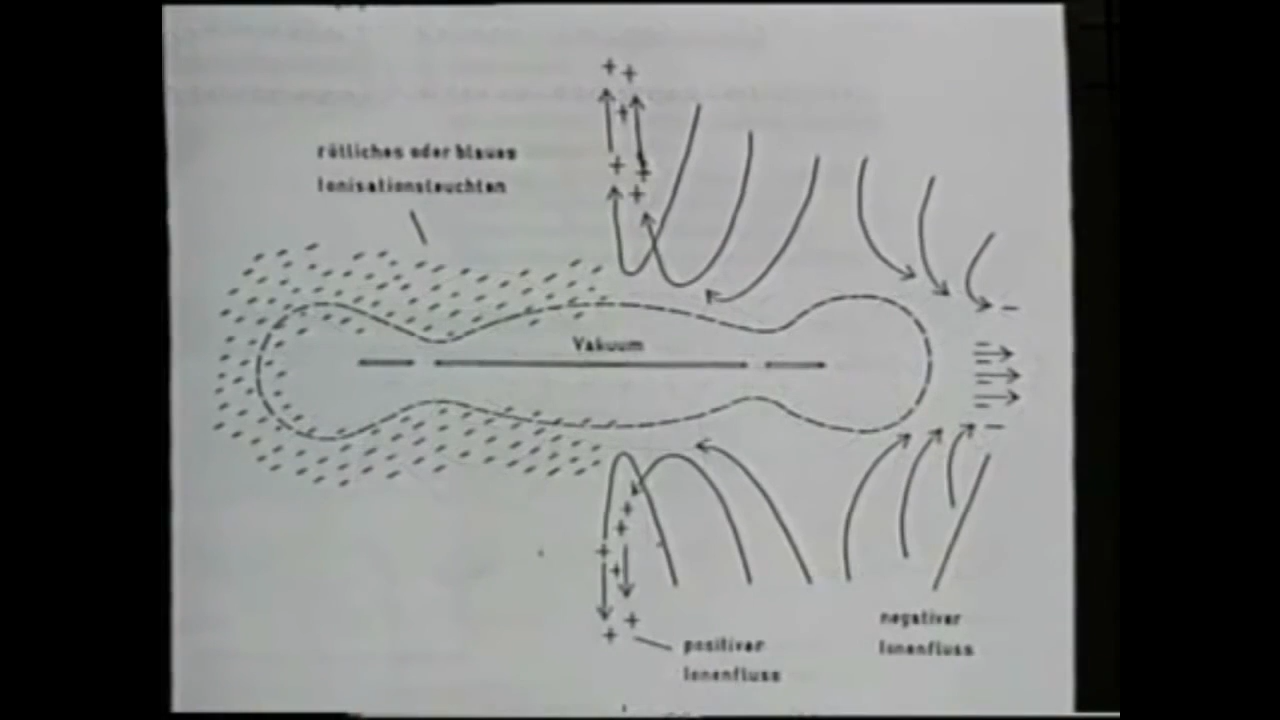 rötliches oder blaues
Ionisationsleuchten
Vakuum
negativer
Ionenfluss
positiver
Ionenfluss